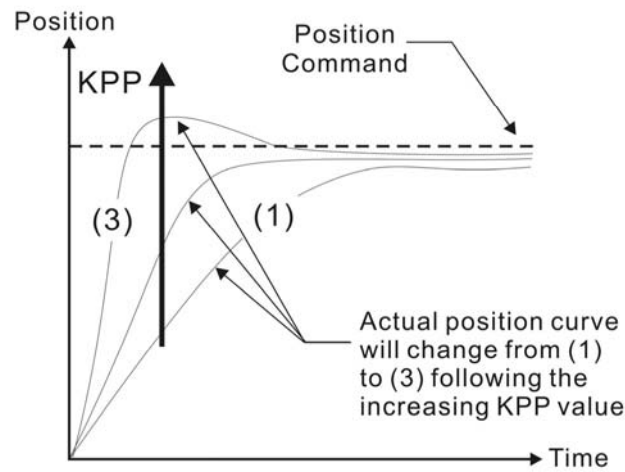 Position
Position
Command
KPP
(3)
(1)
Actual position curve
will change from (1)
to (3) following the
increasing KPP value
Time